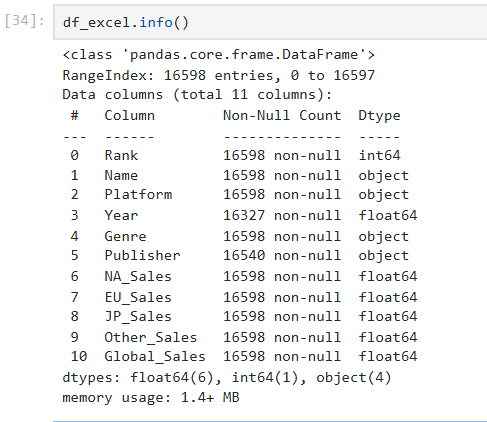 [34]: df_excel.info()
<class 'pandas.core.frame.DataFrame'>
RangeIndex: 16598 entries, 0 to 16597
Data columns (total 11 columns):
 #   Column        Non-Null Count  Dtype
---  ------        --------------  -----
 0   Rank          16598 non-null  int64
 1   Name          16598 non-null  object
 2   Platform      16598 non-null  object
 3   Year          16327 non-null  float64
 4   Genre         16598 non-null  object
 5   Publisher     16540 non-null  object
 6   NA_Sales      16598 non-null  float64
 7   EU_Sales      16598 non-null  float64
 8   JP_Sales      16598 non-null  float64
 9   Other_Sales   16598 non-null  float64
 10  Global_Sales  16598 non-null  float64
dtypes: float64(6), int64(1), object(4)
memory usage: 1.4+ MB